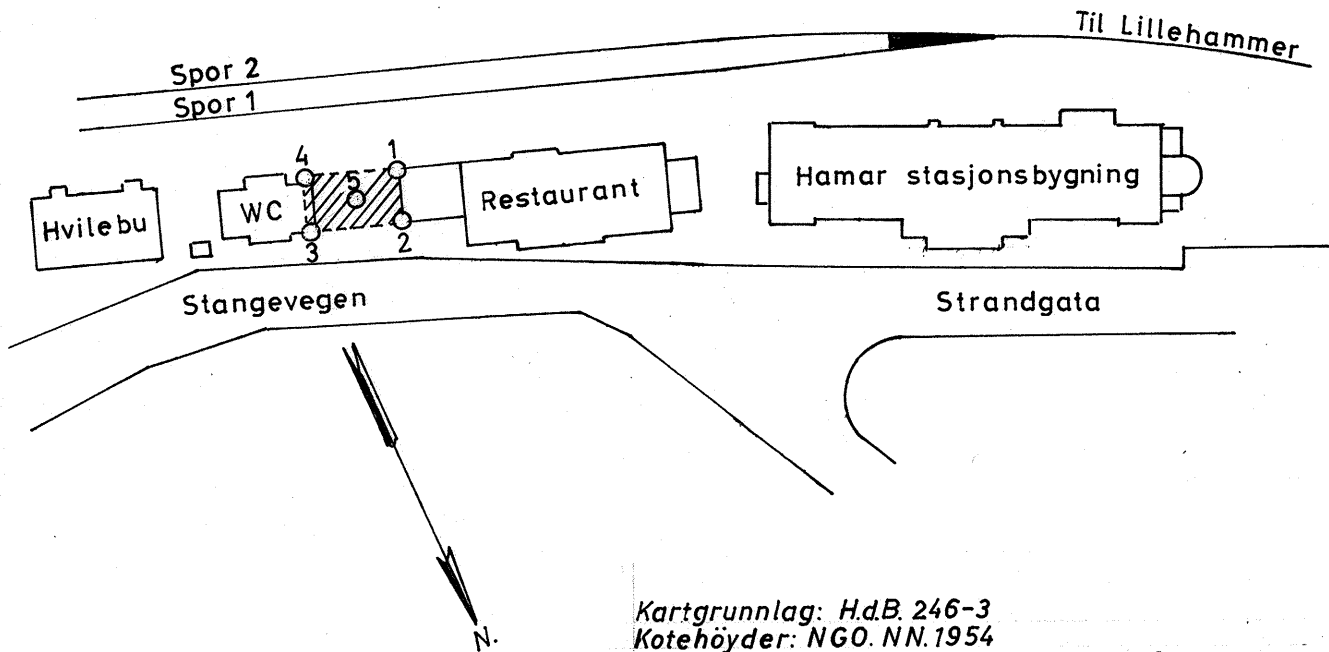 Til Lillehammer
Spor 2
Spor 1
4
1
5
3
2
Hvilebu
WC
Restaurant
Hamar stasjonsbygning
Stangevegen
Strandgata
N.
Kartgrunnlag: H.d.B. 246-3
Kotehöyder: NGO. NN. 1954